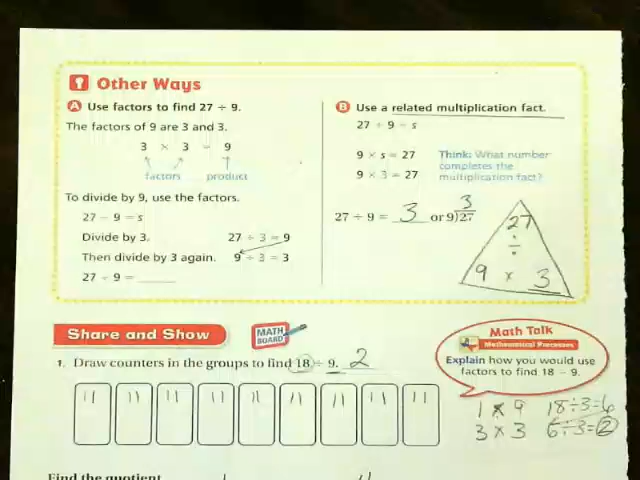 Other Ways
A Use factors to find 27 ÷ 9.
The factors of 9 are 3 and 3.
3 × 3 = 9
factors product
To divide by 9, use the factors.
27 ÷ 9 = s
Divide by 3. 27 ÷ 3 = 9
Then divide by 3 again. 9 ÷ 3 = 3
27 ÷ 9 = ____
B Use a related multiplication fact.
27 ÷ 9 = s
9 × s = 27
9 × 3 = 27
Think: What number
completes the
multiplication fact?
27 ÷ 9 = 3 or 9)27
3
27
÷
9 × 3
Share and Show
MATH
BOARD
1. Draw counters in the groups to find 18 ÷ 9. 2
Math Talk
Mathematical Processes
Explain how you would use
factors to find 18 ÷ 9.
1 × 9 18÷3=6
3 × 3 6÷3=2
Find the quotient